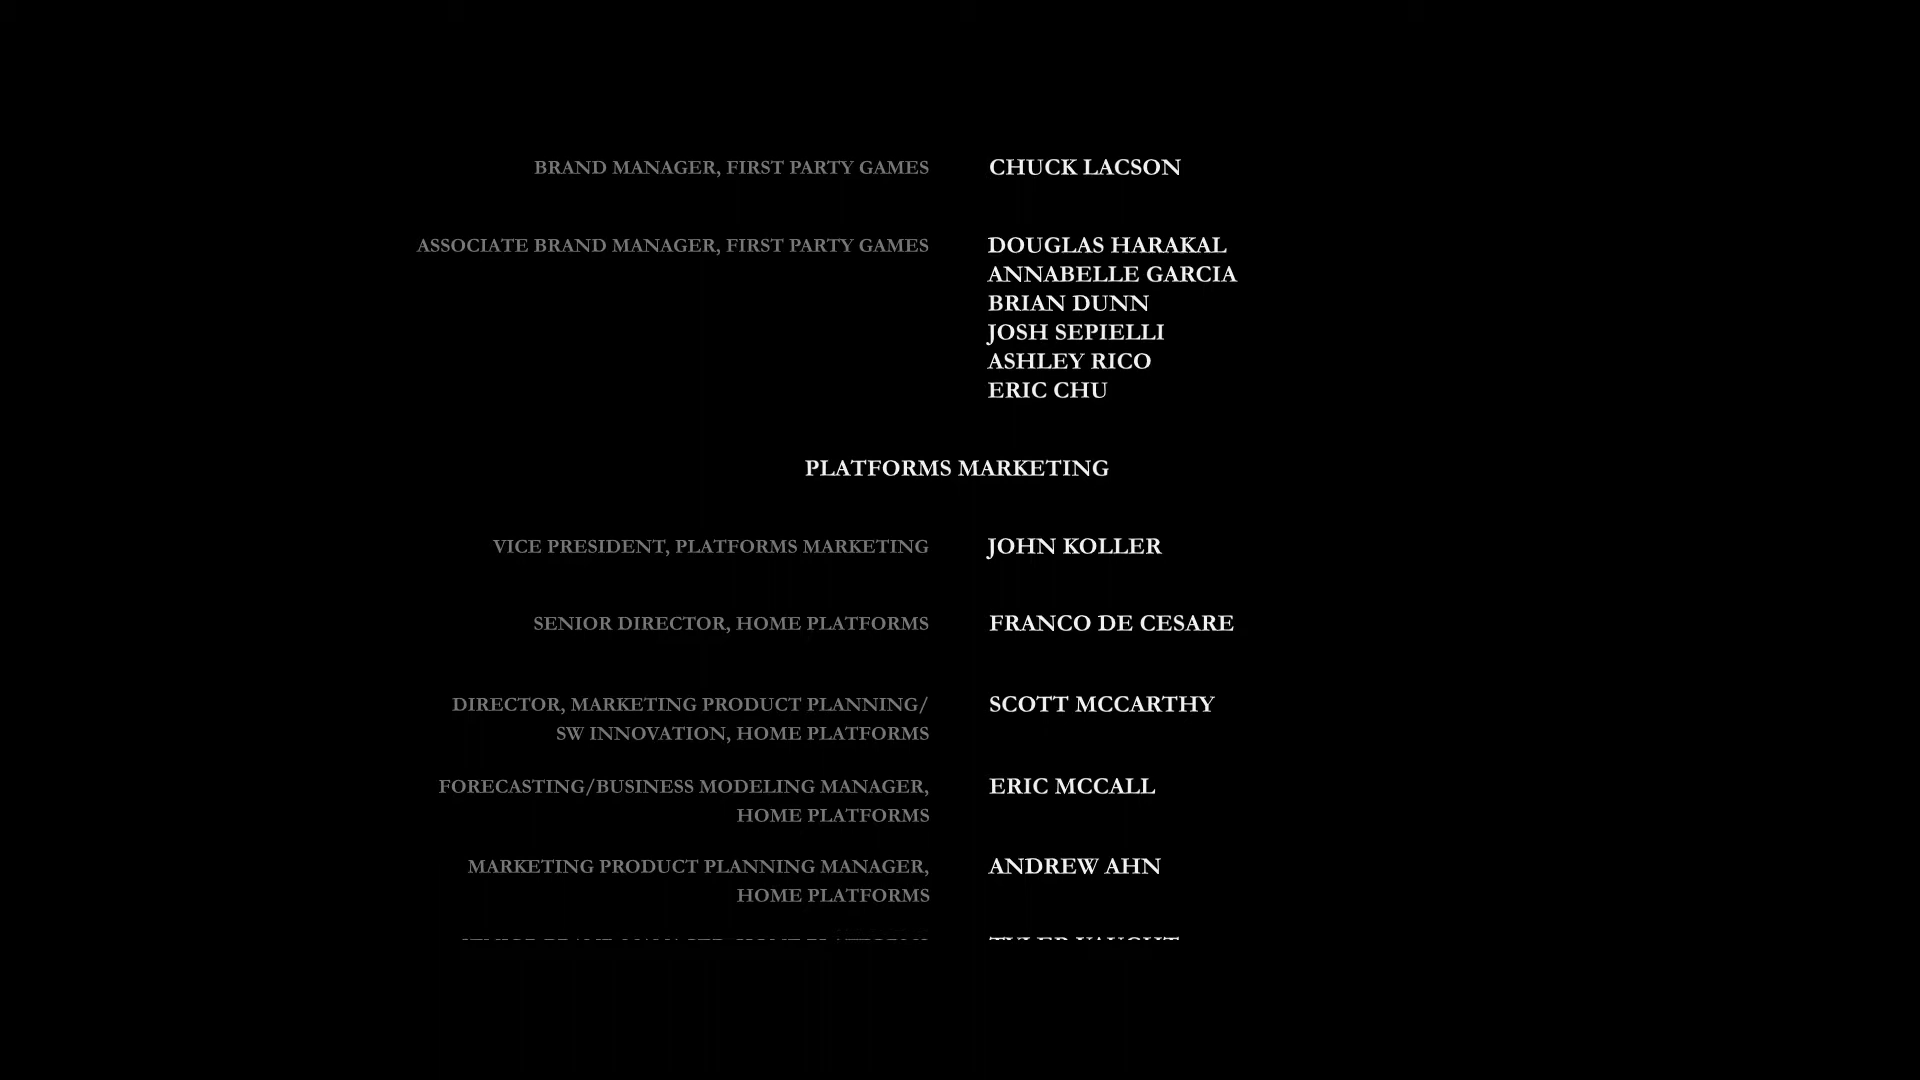 BRAND MANAGER, FIRST PARTY GAMES CHUCK LACSON
ASSOCIATE BRAND MANAGER, FIRST PARTY GAMES DOUGLAS HARAKAL
ANNABELLE GARCIA
BRIAN DUNN
JOSH SEPIELLI
ASHLEY RICO
ERIC CHU
PLATFORMS MARKETING
VICE PRESIDENT, PLATFORMS MARKETING JOHN KOLLER
SENIOR DIRECTOR, HOME PLATFORMS FRANCO DE CESARE
DIRECTOR, MARKETING PRODUCT PLANNING/ SCOTT MCCARTHY
SW INNOVATION, HOME PLATFORMS
FORECASTING/BUSINESS MODELING MANAGER, ERIC MCCALL
HOME PLATFORMS
MARKETING PRODUCT PLANNING MANAGER, ANDREW AHN
HOME PLATFORMS